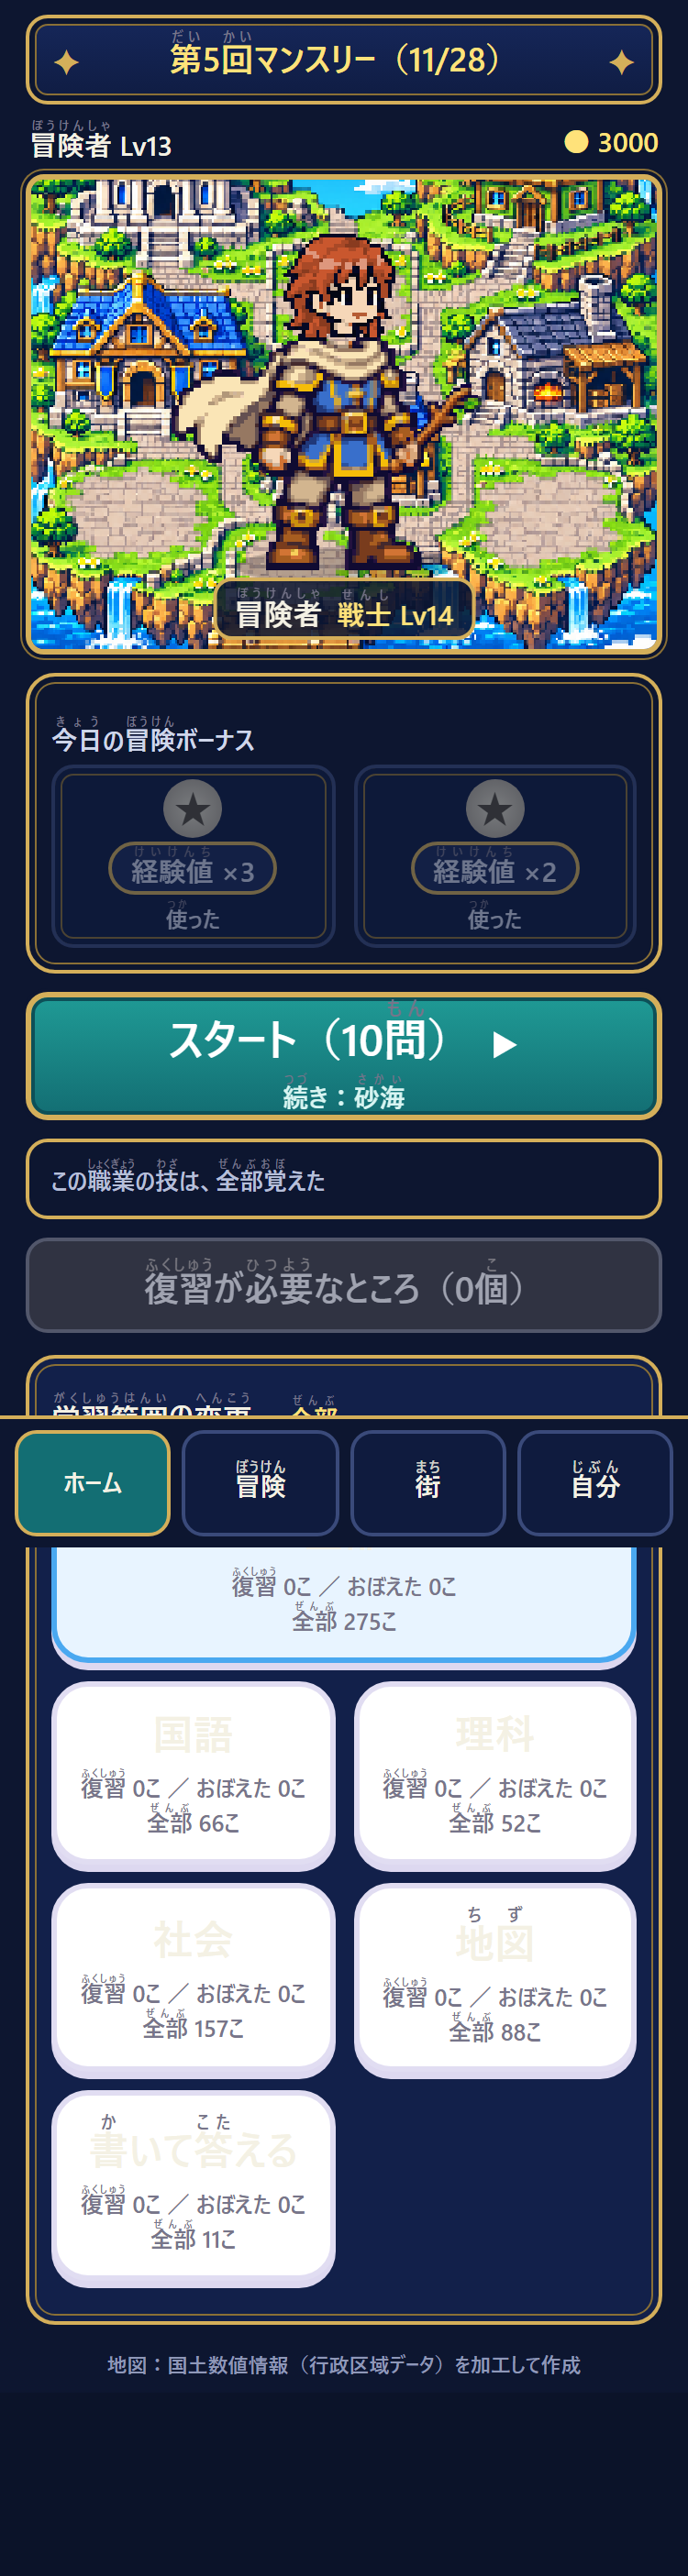 第5回マンスリー（11/28）
冒険者 Lv13
3000
冒険者 戦士 Lv14
今日の冒険ボーナス
経験値 ×3
使った
経験値 ×2
使った
スタート（10問） ▶
続き：砂海
この職業の技は、全部覚えた
復習が必要なところ（0個）
学習範囲の変更 全部
ホーム
冒険
街
自分
復習 0こ ／ おぼえた 0こ
全部 275こ
国語
復習 0こ ／ おぼえた 0こ
全部 66こ
理科
復習 0こ ／ おぼえた 0こ
全部 52こ
社会
復習 0こ ／ おぼえた 0こ
全部 157こ
地図
復習 0こ ／ おぼえた 0こ
全部 88こ
書いて答える
復習 0こ ／ おぼえた 0こ
全部 11こ
地図：国土数値情報（行政区域データ）を加工して作成